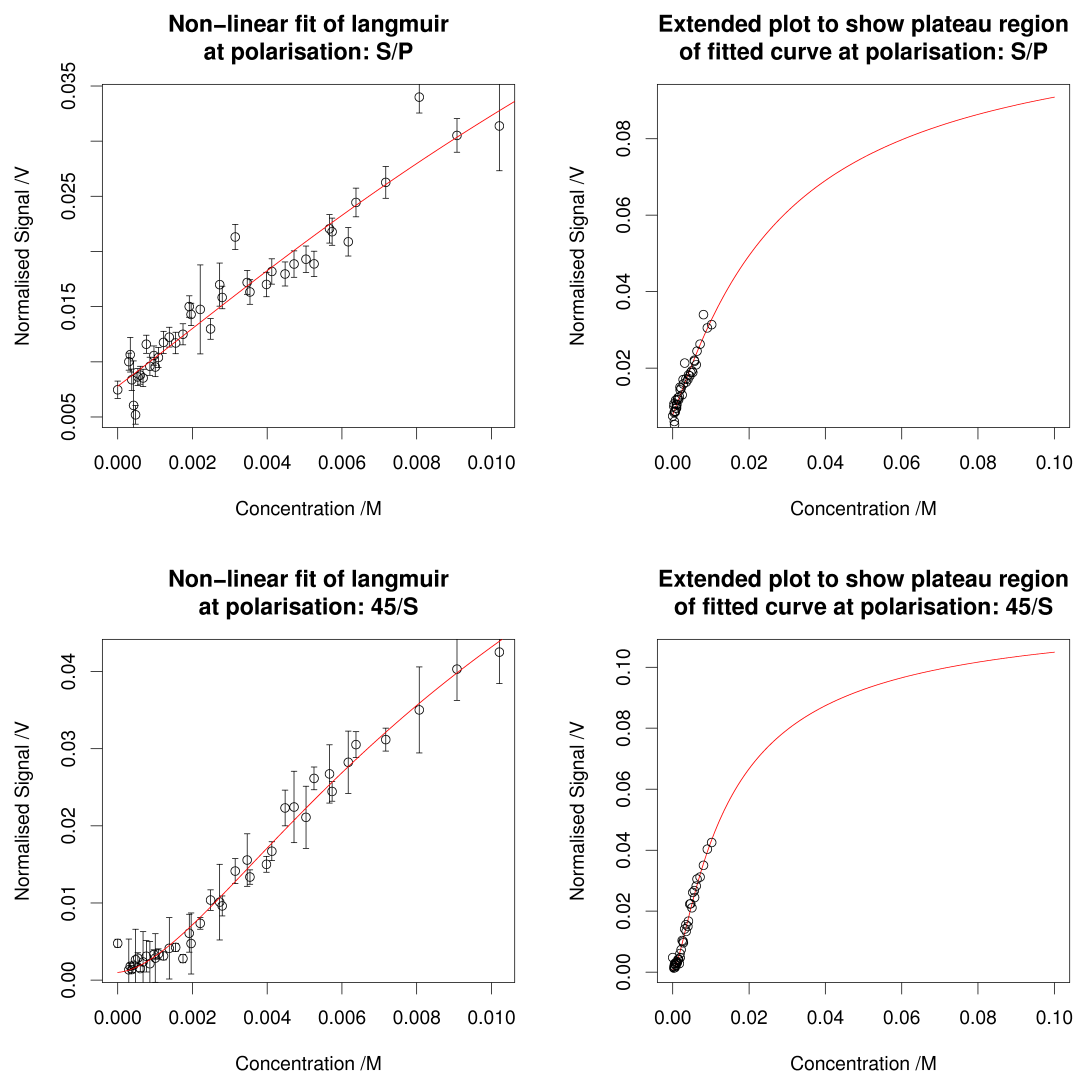 Non−linear fit of langmuir
at polarisation: S/P
Normalised Signal /V
0.005
0.015
0.025
0.035
0.000 0.002 0.004 0.006 0.008 0.010
Concentration /M
Extended plot to show plateau region
of fitted curve at polarisation: S/P
Normalised Signal /V
0.02
0.04
0.06
0.08
0.00 0.02 0.04 0.06 0.08 0.10
Concentration /M
Non−linear fit of langmuir
at polarisation: 45/S
Normalised Signal /V
0.00
0.01
0.02
0.03
0.04
0.000 0.002 0.004 0.006 0.008 0.010
Concentration /M
Extended plot to show plateau region
of fitted curve at polarisation: 45/S
Normalised Signal /V
0.00
0.02
0.04
0.06
0.08
0.10
0.00 0.02 0.04 0.06 0.08 0.10
Concentration /M